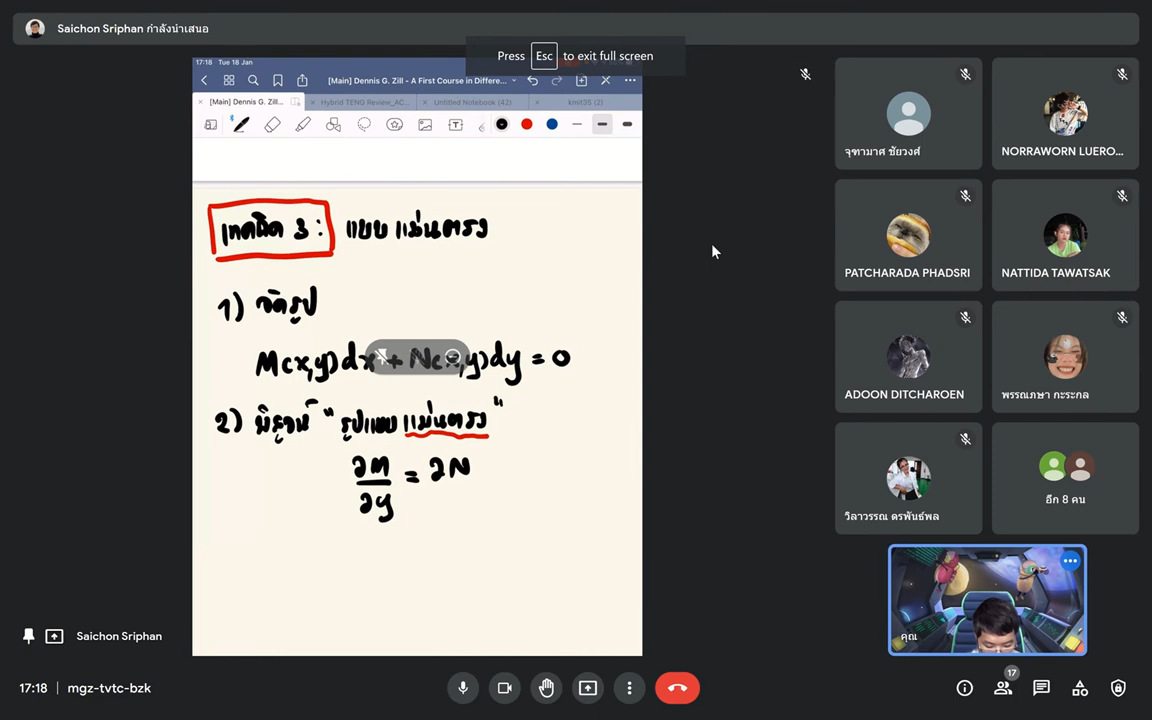 Saichon Sriphan กำลังนำเสนอ
Press Esc to exit full screen
17:18 Tue 18 Jan
[Main] Dennis G. Zill - A First Course in Differe...
[Main] Dennis G. Zill...
Hybrid TENG Review_AC...
Untitled Notebook (42)
kmit35 (2)
เทคนิค 3: แบบแม่นตรง
1) จัดรูป
M(x,y)dx + N(x,y)dy = 0
2) พิสูจน์ "รูปแบบแม่นตรง"
∂M/∂y = ∂N
จุฑามาศ ชัยวงศ์
NORRAWORN LUERO...
PATCHARADA PHADSRI
NATTIDA TAWATSAK
ADOON DITCHAROEN
พรรณภษา กะระกล
วิลาวรรณ ดรพันธ์พล
อีก 8 คน
คุณ
Saichon Sriphan
17:18 | mgz-tvtc-bzk
17